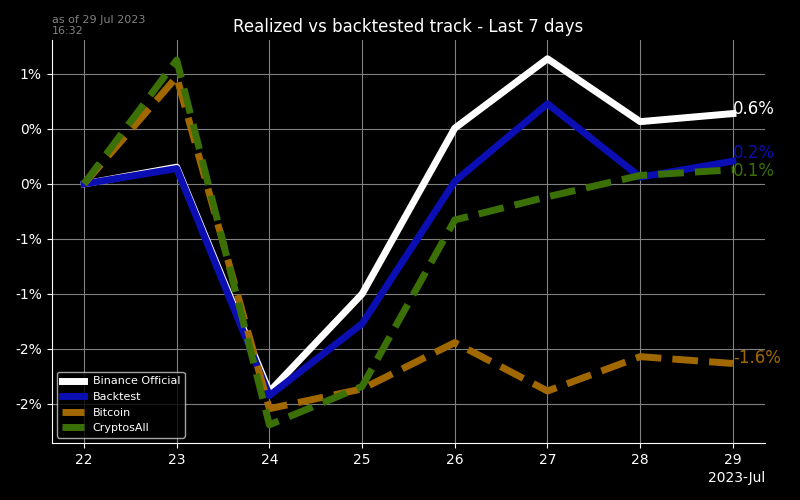 as of 29 Jul 2023
16:32
Realized vs backtested track - Last 7 days
1%
0%
0%
-1%
-1%
-2%
-2%
0.6%
0.2%
0.1%
-1.6%
Binance Official
Backtest
Bitcoin
CryptosAll
22 23 24 25 26 27 28 29
2023-Jul